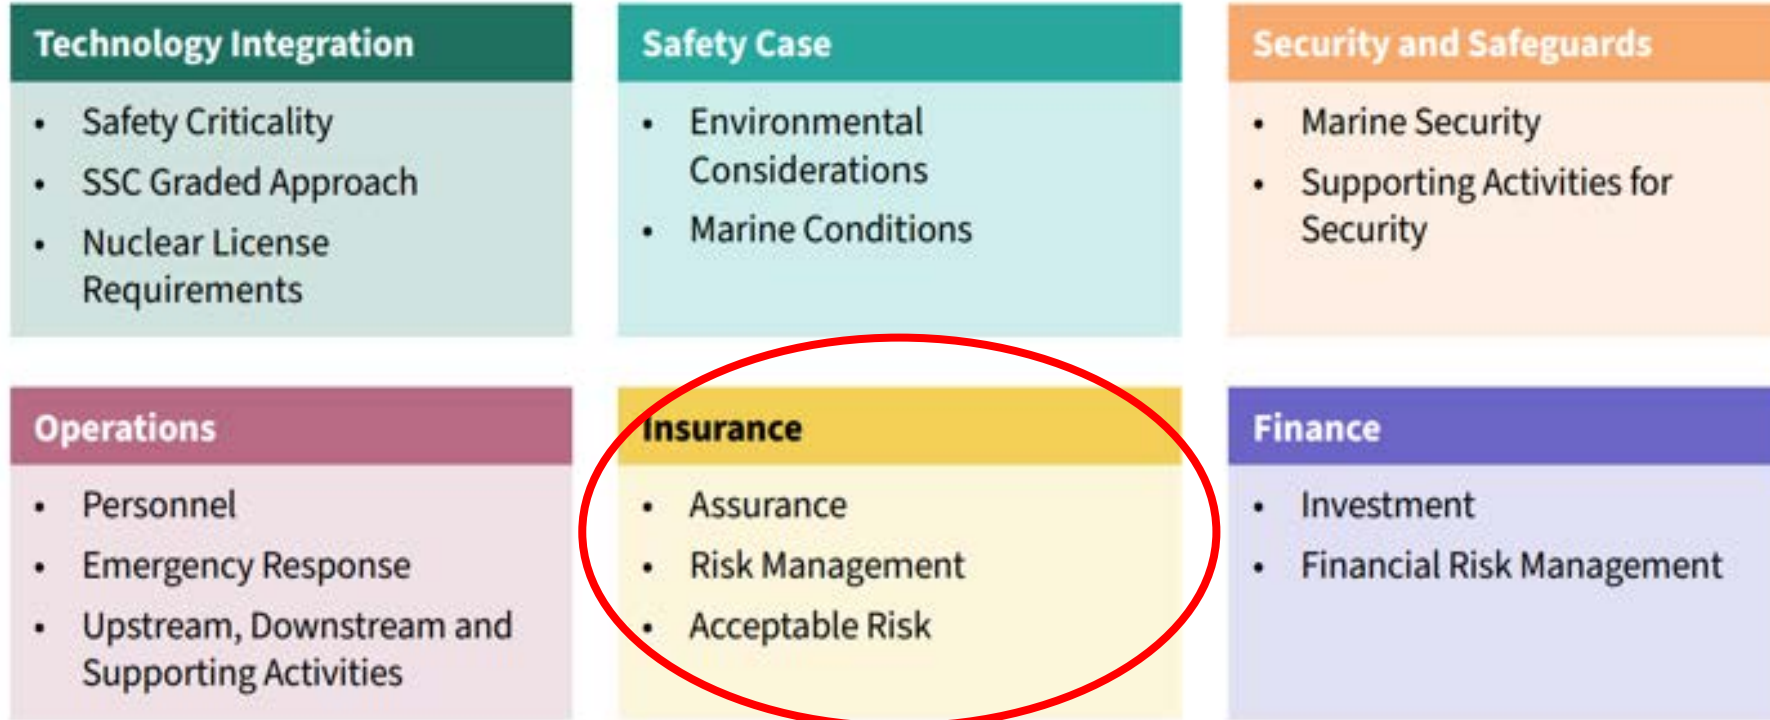 Technology Integration
• Safety Criticality
• SSC Graded Approach
• Nuclear License
Requirements
Safety Case
• Environmental
Considerations
• Marine Conditions
Security and Safeguards
• Marine Security
• Supporting Activities for
Security
Operations
• Personnel
• Emergency Response
• Upstream, Downstream and
Supporting Activities
Insurance
• Assurance
• Risk Management
• Acceptable Risk
Finance
• Investment
• Financial Risk Management